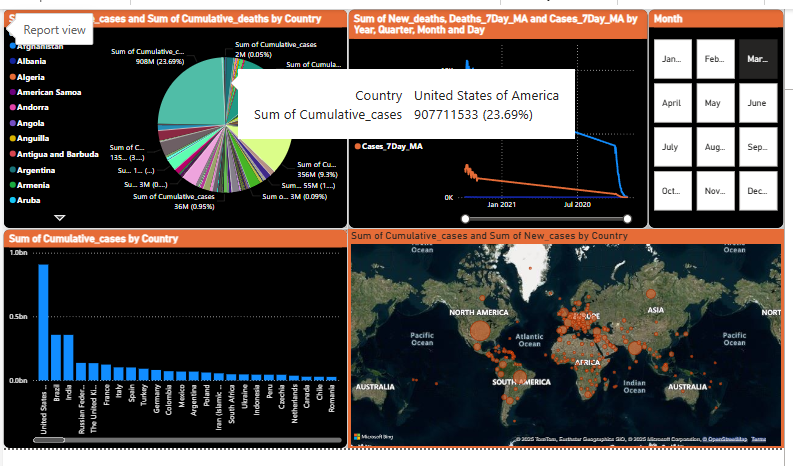 _cases and Sum of Cumulative_deaths by Country
Report view
Afghanistan
Albania
Algeria
American Samoa
Andorra
Angola
Anguilla
Antigua and Barbuda
Argentina
Armenia
Aruba
Sum of Cumulative_c...
908M (23.69%)
Sum of Cumulative_cases
2M (0.05%)
Sum of Cumula...
Sum of C...
135... (3...)
Su... 1... (...)
Su... 3M (0...)
Sum of Cumulative_cases
36M (0.95%)
Sum of Cu...
356M (9.3%)
Su... 55M (1....)
Sum o... 3M (0.09%)
Country United States of America
Sum of Cumulative_cases 907711533 (23.69%)
Sum of New_deaths, Deaths_7Day_MA and Cases_7Day_MA by
Year, Quarter, Month and Day
Cases_7Day_MA
0K
Jan 2021
Jul 2020
Month
Jan...
Feb...
Mar...
April
May
June
July
Aug...
Sep...
Oct...
Nov...
Dec...
Sum of Cumulative_cases by Country
1.0bn
0.5bn
0.0bn
United States ...
Brazil
India
Russian Feder...
The United Ki...
France
Italy
Spain
Turkey
Germany
Colombia
Mexico
Argentina
Poland
Iran (Islamic ...
South Africa
Ukraine
Indonesia
Peru
Czechia
Netherlands
Canada
Chile
Romania
Sum of Cumulative_cases and Sum of New_cases by Country
Ocean
Ocean
NORTH AMERICA
EUROPE
ASIA
NORT
Pacific
Ocean
Atlantic
Ocean
Pacific
Ocean
AFRICA
SOUTH AMERICA
Indian
Ocean
AUSTRALIA
AUSTRALIA
Microsoft Bing
© 2025 TomTom, Earthstar Geographics SIO, © 2025 Microsoft Corporation, © OpenStreetMap Terms